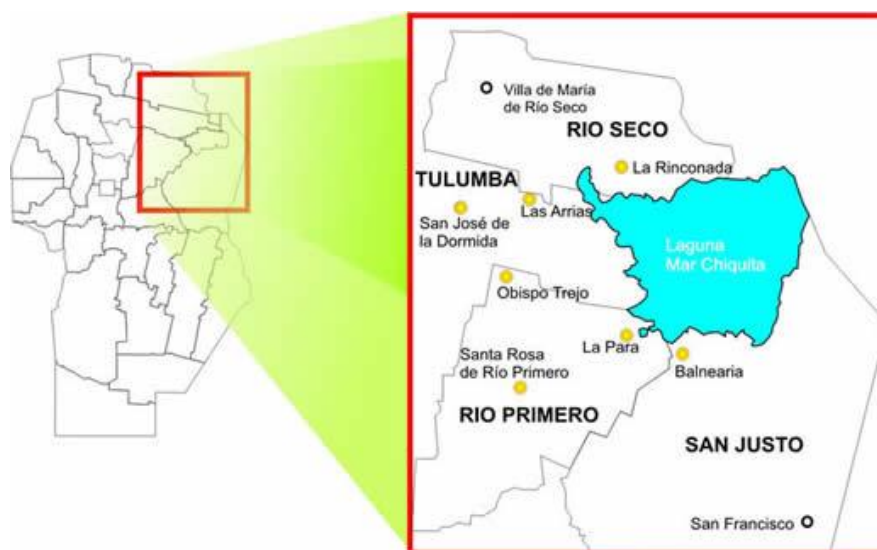 Villa de María
de Río Seco
RIO SECO
La Rinconada
TULUMBA
Las Arrias
San José de
la Dormida
Laguna
Mar Chiquita
Obispo Trejo
La Para
Santa Rosa
de Río Primero
Balnearia
RIO PRIMERO
SAN JUSTO
San Francisco